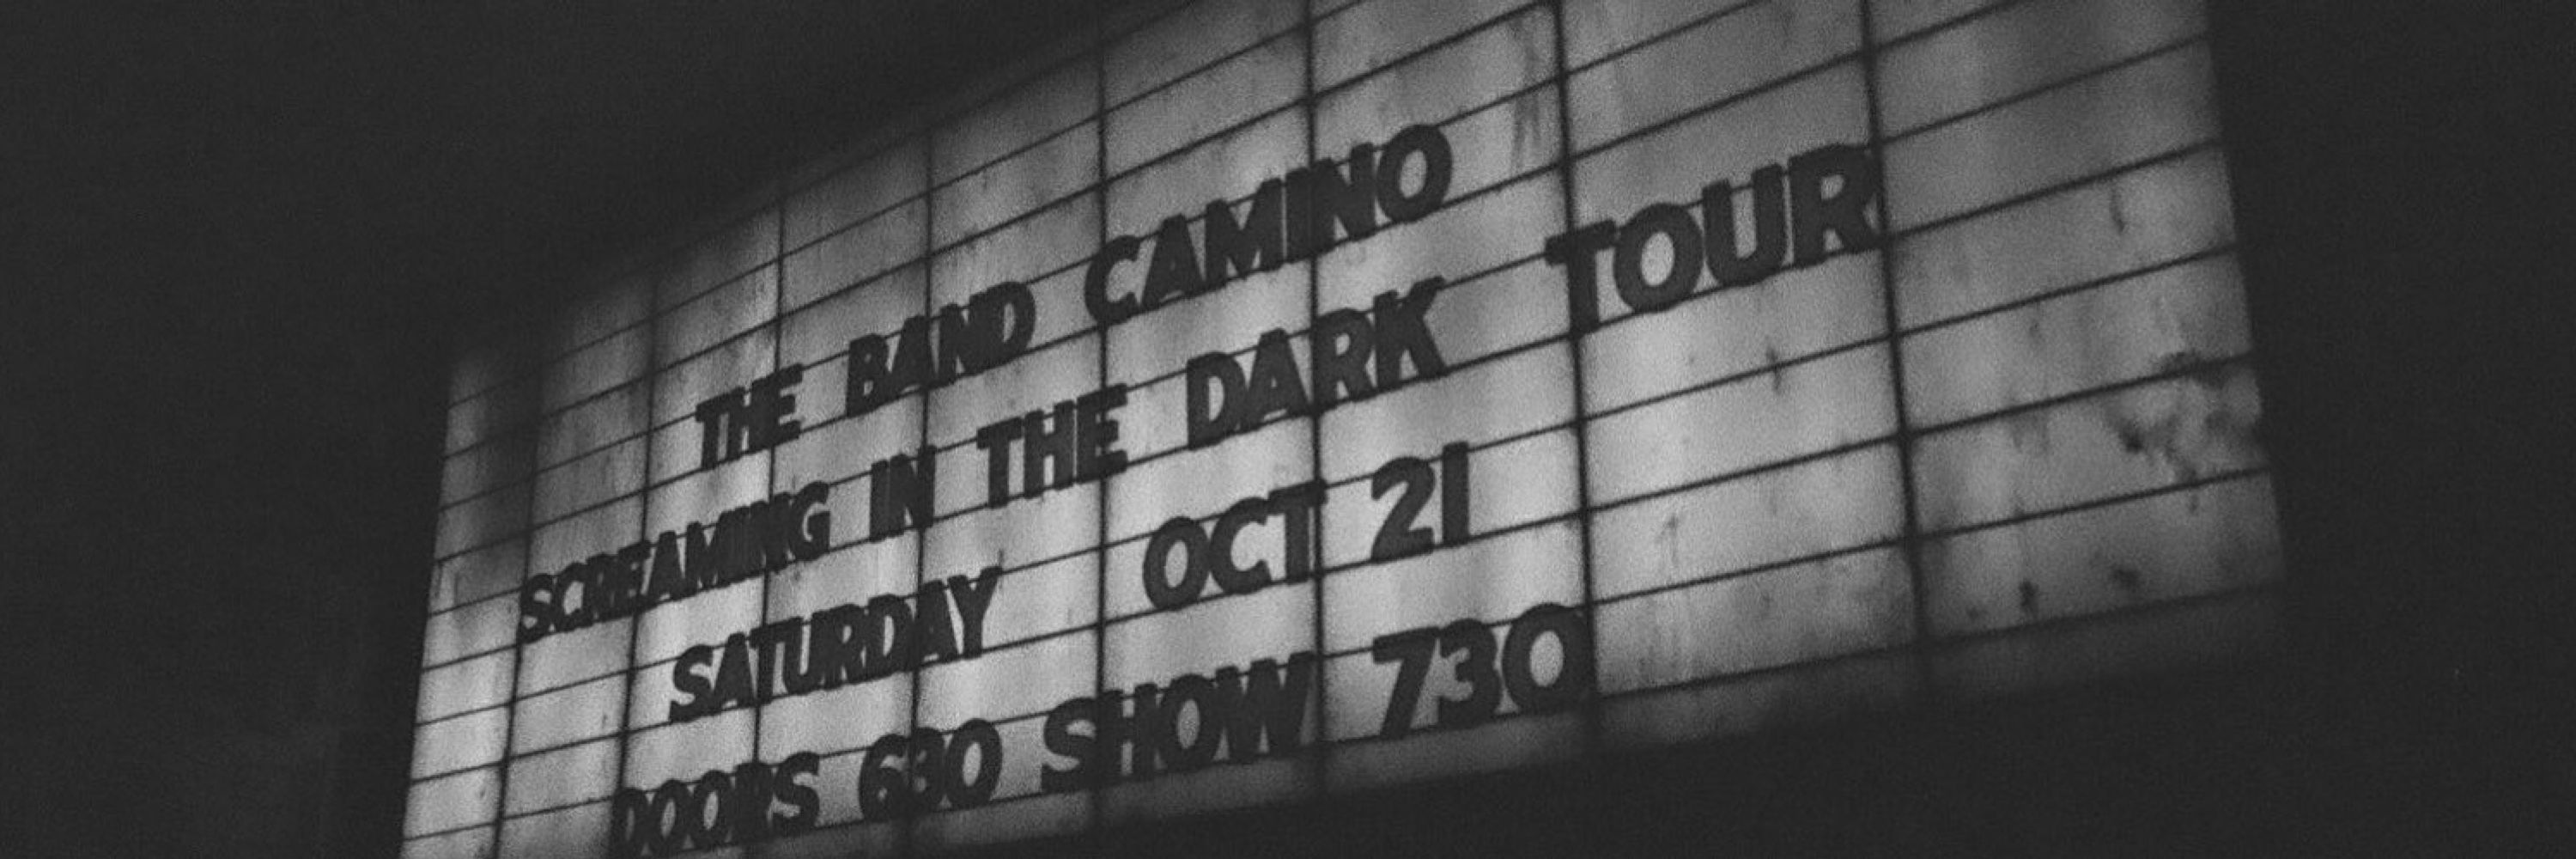 THE BAND CAMINO
SCREAMING IN THE DARK TOUR
SATURDAY OCT 21
DOORS 630 SHOW 730